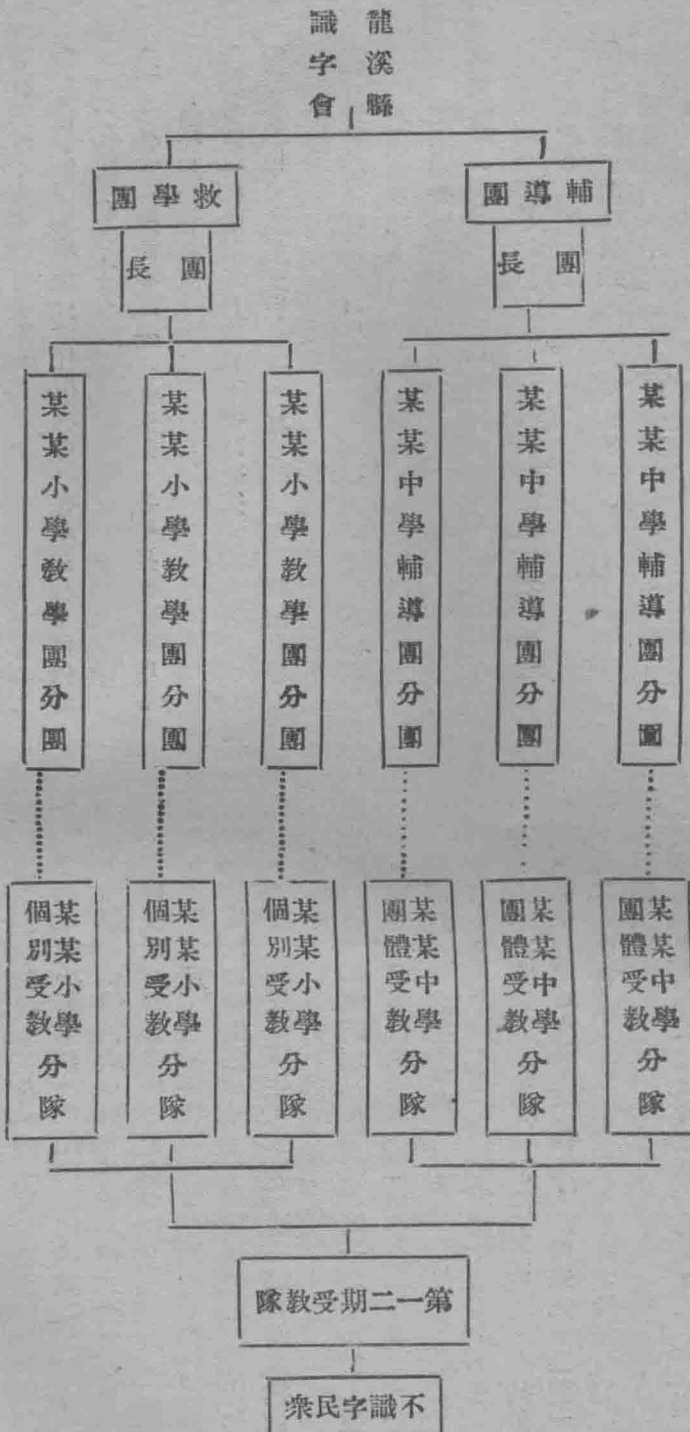 龍溪縣
識字會
輔導團
團長
救學團
團長
某某中學輔導團分團
某某中學輔導團分團
某某中學輔導團分團
某某小學教學團分團
某某小學教學團分團
某某小學教學團分團
某某中學
團體受教
分隊
某某中學
團體受教
分隊
某某中學
團體受教
分隊
某某小學
個別受教
分隊
某某小學
個別受教
分隊
某某小學
個別受教
分隊
第一二期受教隊
不識字民衆